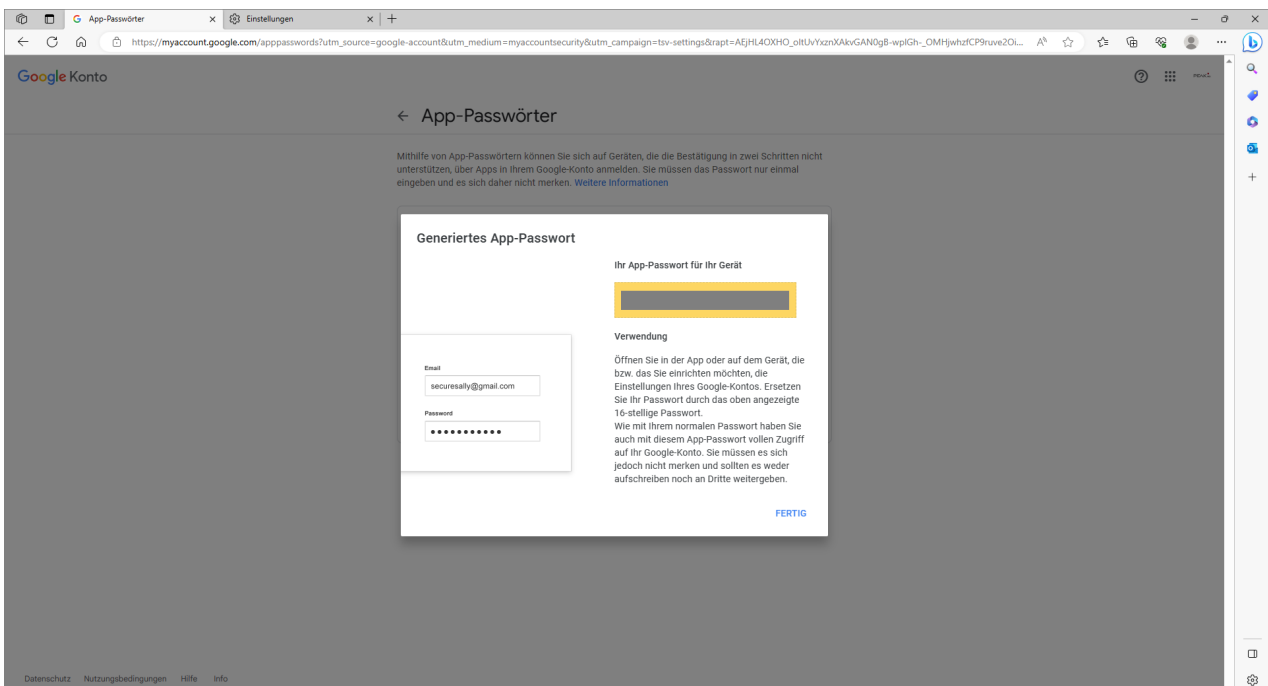 App-Passwörter
Einstellungen
https://myaccount.google.com/apppasswords?utm_source=google-account&utm_medium=myaccountsecurity&utm_campaign=tsv-settings&rapt=AEjHL4OXHO_oltUvYxznXAkvGAN0gB-wpIGh-_OMHjwhzfCP9ruve2Oi...
Google Konto
App-Passwörter
Mithilfe von App-Passwörtern können Sie sich auf Geräten, die die Bestätigung in zwei Schritten nicht
unterstützen, über Apps in Ihrem Google-Konto anmelden. Sie müssen das Passwort nur einmal
eingeben und es sich daher nicht merken. Weitere Informationen
Generiertes App-Passwort
Email
securesally@gmail.com
Password
Ihr App-Passwort für Ihr Gerät
Verwendung
Öffnen Sie in der App oder auf dem Gerät, die
bzw. das Sie einrichten möchten, die
Einstellungen Ihres Google-Kontos. Ersetzen
Sie Ihr Passwort durch das oben angezeigte
16-stellige Passwort.
Wie mit Ihrem normalen Passwort haben Sie
auch mit diesem App-Passwort vollen Zugriff
auf Ihr Google-Konto. Sie müssen es sich
jedoch nicht merken und sollten es weder
aufschreiben noch an Dritte weitergeben.
FERTIG
Datenschutz Nutzungsbedingungen Hilfe Info